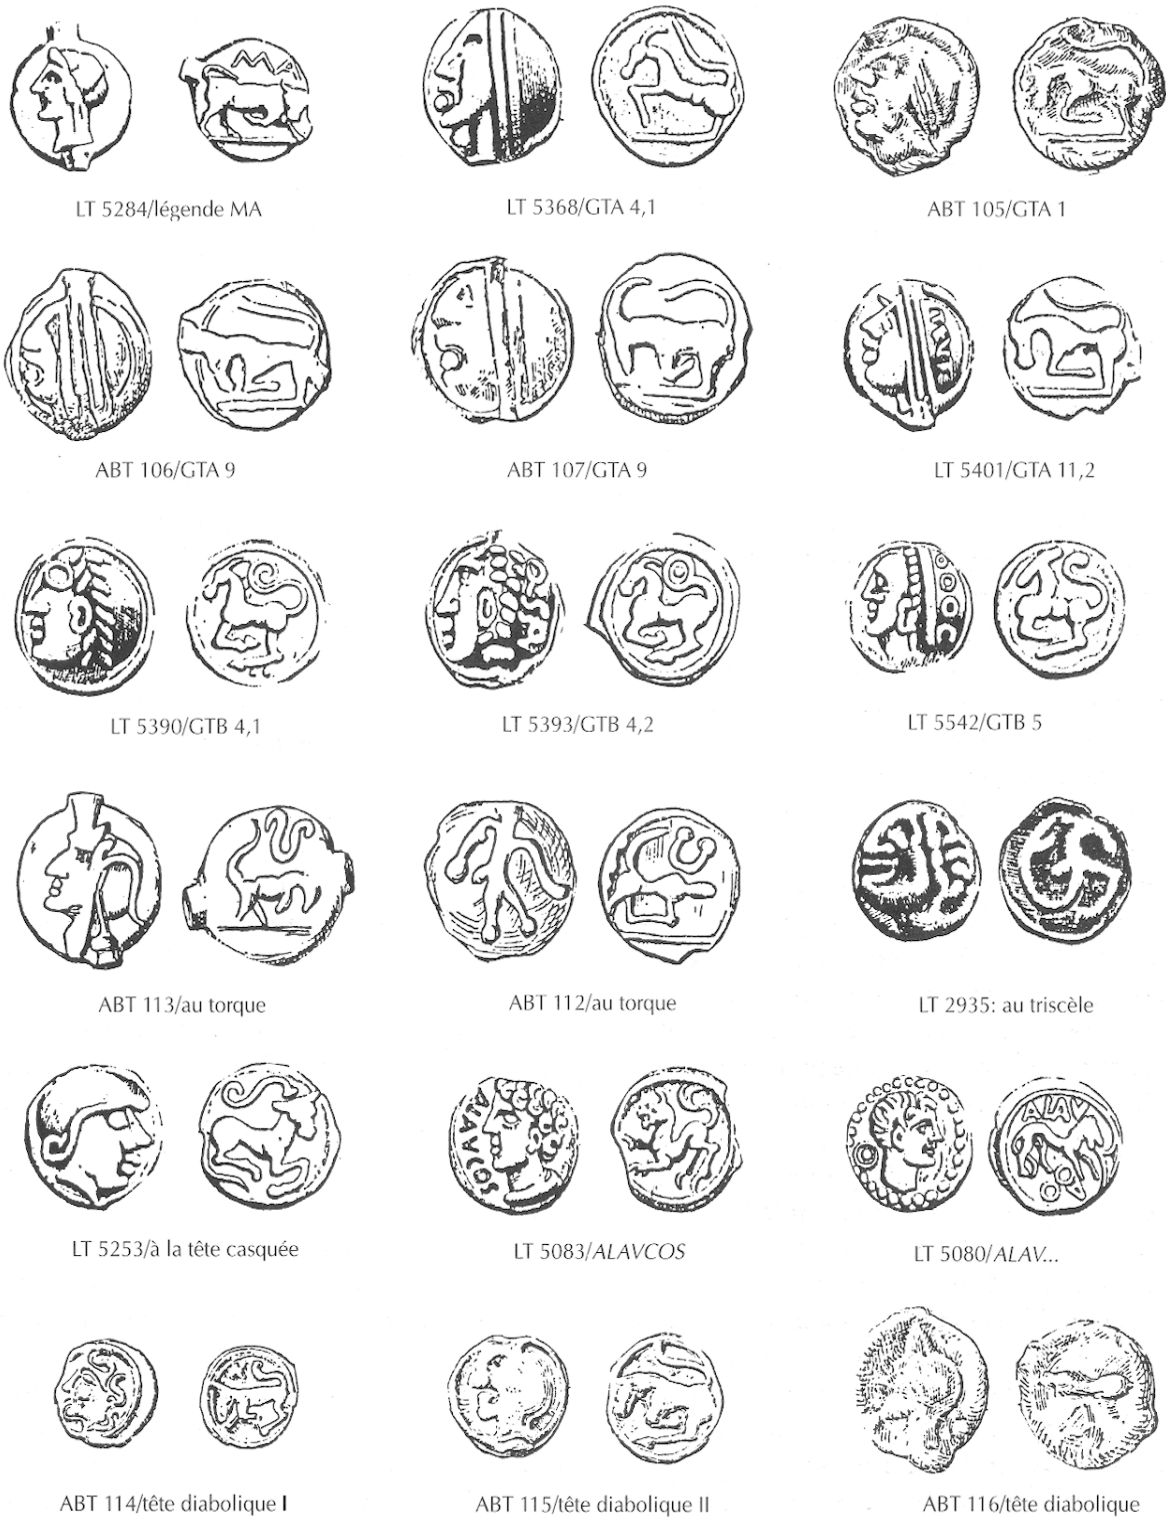 MA
LT 5284/légende MA
LT 5368/GTA 4,1
ABT 105/GTA 1
ABT 106/GTA 9
ABT 107/GTA 9
LT 5401/GTA 11,2
LT 5390/GTB 4,1
LT 5393/GTB 4,2
LT 5542/GTB 5
ABT 113/au torque
ABT 112/au torque
LT 2935: au triscèle
ALAVCOS
ALAV
LT 5253/à la tête casquée
LT 5083/ALAVCOS
LT 5080/ALAV...
ABT 114/tête diabolique I
ABT 115/tête diabolique II
ABT 116/tête diabolique